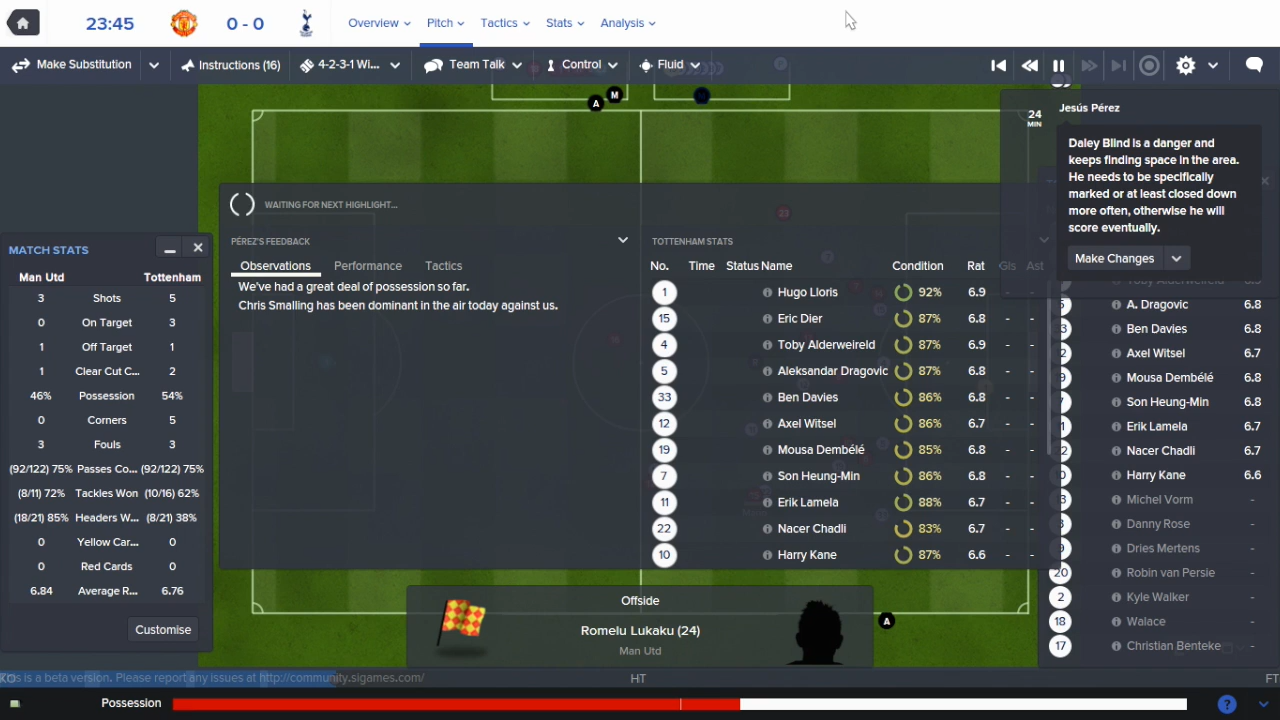 23:45
0 - 0
Overview
Pitch
Tactics
Stats
Analysis
Make Substitution
Instructions (16)
4-2-3-1 Wi...
Team Talk
Control
Fluid
A
M
24
MIN
Jesús Pérez
Daley Blind is a danger and
keeps finding space in the area.
He needs to be specifically
marked or at least closed down
more often, otherwise he will
score eventually.
Make Changes
WAITING FOR NEXT HIGHLIGHT...
PÉREZ'S FEEDBACK
Observations
Performance
Tactics
We've had a great deal of possession so far.
Chris Smalling has been dominant in the air today against us.
MATCH STATS
Man Utd Tottenham
3 Shots 5
0 On Target 3
1 Off Target 1
1 Clear Cut C... 2
46% Possession 54%
0 Corners 5
3 Fouls 3
(92/122) 75% Passes Co... (92/122) 75%
(8/11) 72% Tackles Won (10/16) 62%
(18/21) 85% Headers W... (8/21) 38%
0 Yellow Car... 0
0 Red Cards 0
6.84 Average R... 6.76
Customise
TOTTENHAM STATS
No. Time Status Name Condition Rat Gls Ast
1 Hugo Lloris 92% 6.9
15 Eric Dier 87% 6.8 - -
4 Toby Alderweireld 87% 6.9 - -
5 Aleksandar Dragovic 87% 6.8 - -
33 Ben Davies 86% 6.8 - -
12 Axel Witsel 86% 6.7 - -
19 Mousa Dembélé 85% 6.8 - -
7 Son Heung-Min 86% 6.8 - -
11 Erik Lamela 88% 6.7 - -
22 Nacer Chadli 83% 6.7 - -
10 Harry Kane 87% 6.6 - -
Toby Alderweireld
A. Dragovic 6.8
Ben Davies 6.8
Axel Witsel 6.7
Mousa Dembélé 6.8
Son Heung-Min 6.8
Erik Lamela 6.7
Nacer Chadli 6.7
Harry Kane 6.6
Michel Vorm -
Danny Rose -
Dries Mertens -
20 Robin van Persie -
2 Kyle Walker -
18 Walace -
17 Christian Benteke -
Offside
Romelu Lukaku (24)
Man Utd
A
KO
This is a beta version. Please report any issues at http://community.sigames.com/
HT
FT
Possession
?